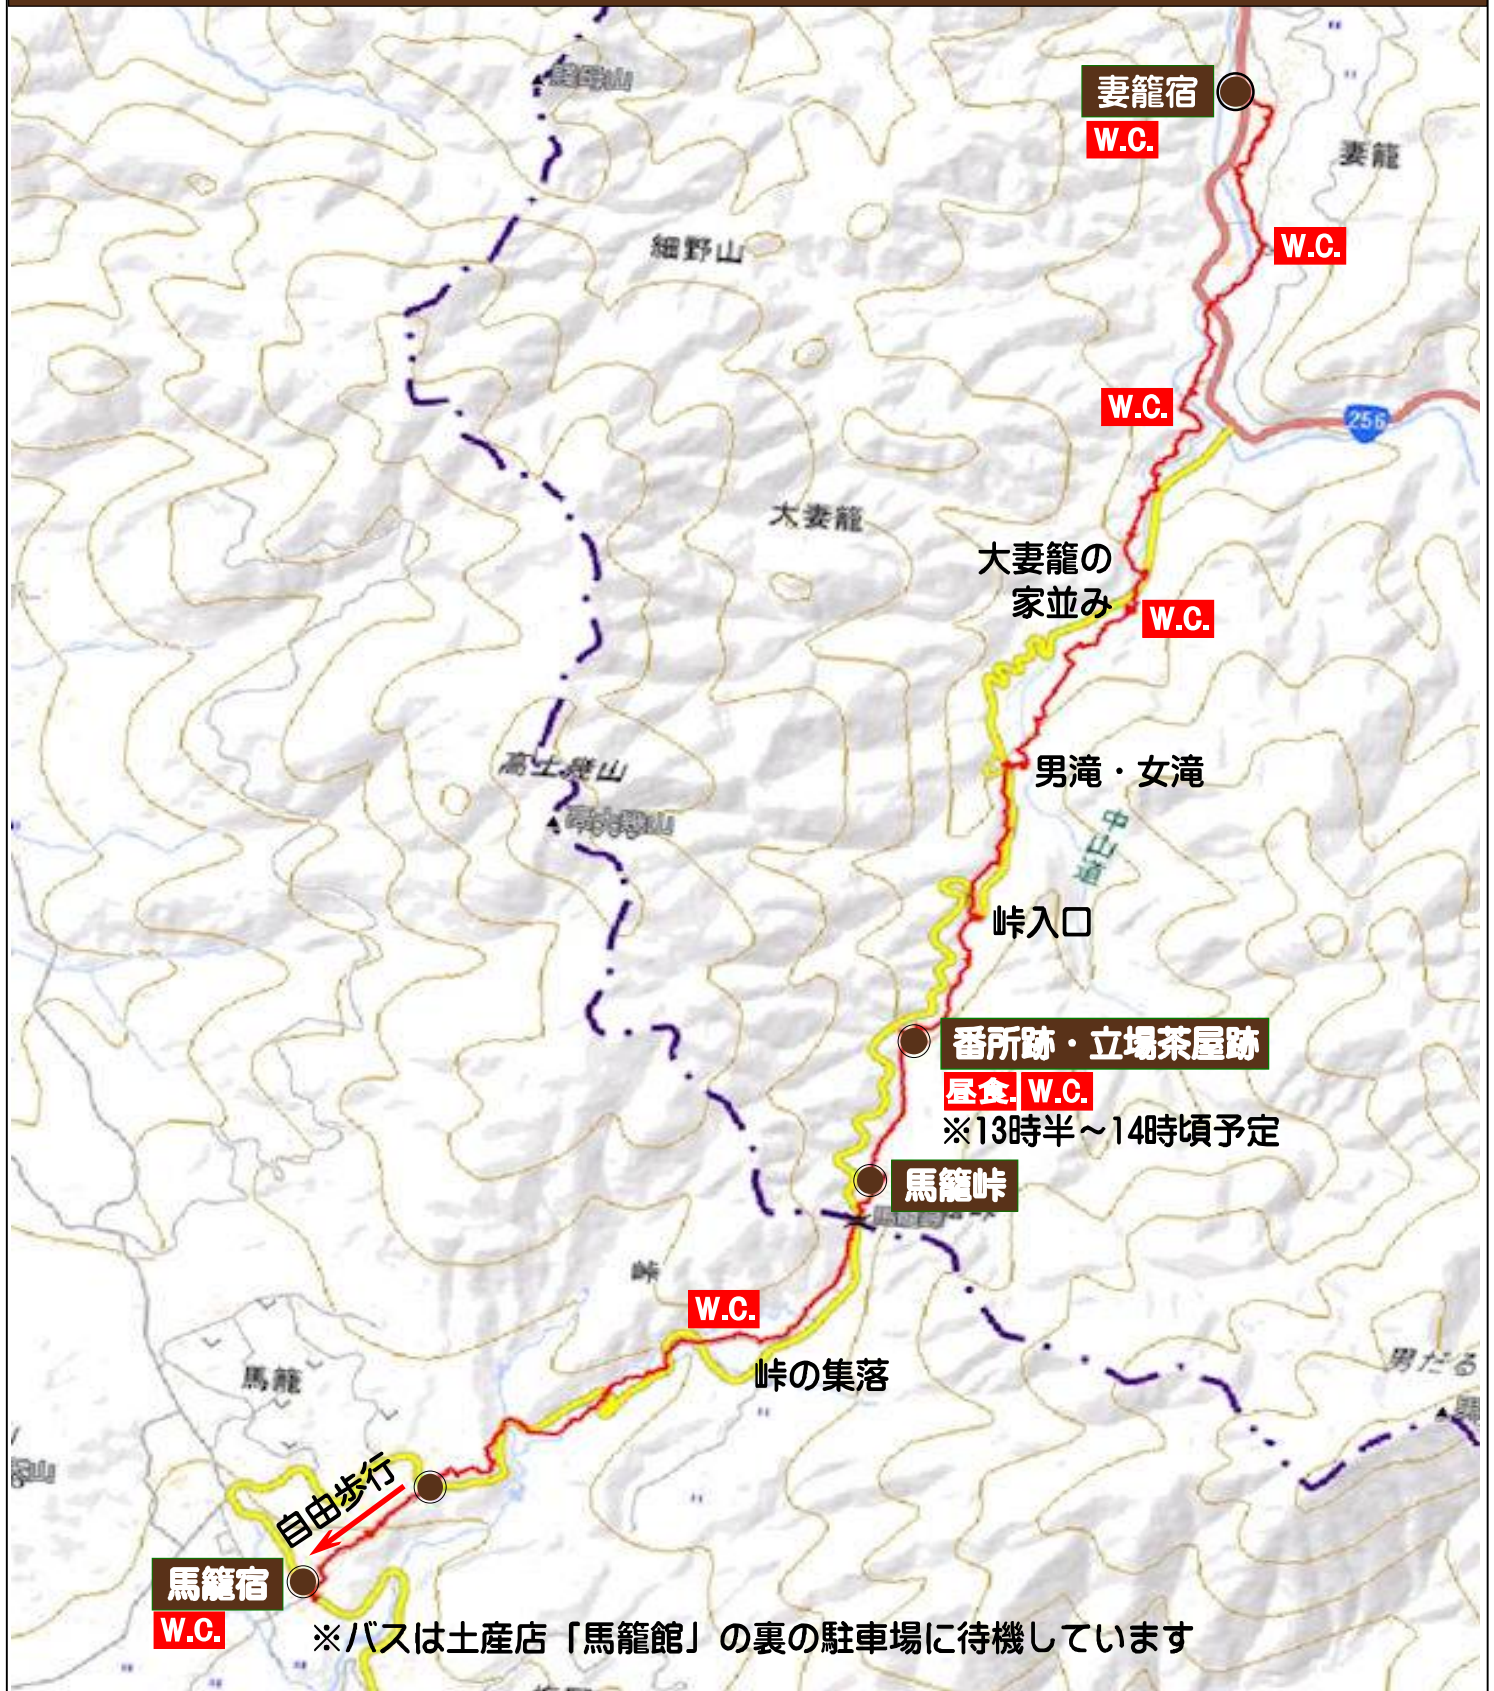 妻籠宿
W.C.
妻籠
W.C.
細野山
W.C.
256
大妻籠
大妻籠の
家並み
W.C.
高土幾山
男滝・女滝
中山道
峠入口
番所跡・立場茶屋跡
昼食.
W.C.
※13時半～14時頃予定
馬籠峠
峠
W.C.
峠の集落
男だる
馬籠
自由歩行
馬籠宿
W.C.
※バスは土産店「馬籠館」の裏の駐車場に待機しています